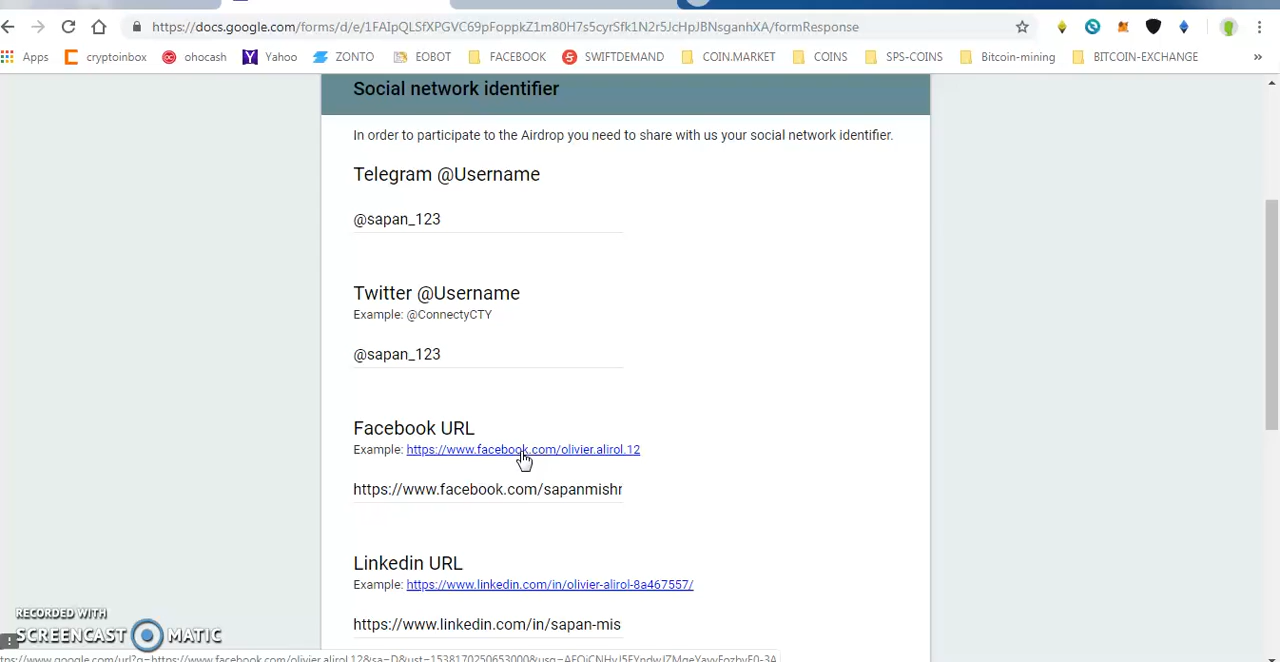 https://docs.google.com/forms/d/e/1FAIpQLSfXPGVC69pFoppkZ1m80H7s5cyrSfk1N2r5JcHpJBNsganhXA/formResponse
Apps cryptoinbox ohocash Yahoo ZONTO EOBOT FACEBOOK SWIFTDEMAND COIN.MARKET COINS SPS-COINS Bitcoin-mining BITCOIN-EXCHANGE »
Social network identifier
In order to participate to the Airdrop you need to share with us your social network identifier.
Telegram @Username
@sapan_123
Twitter @Username
Example: @ConnectyCTY
@sapan_123
Facebook URL
Example: https://www.facebook.com/olivier.alirol.12
https://www.facebook.com/sapanmishr
Linkedin URL
Example: https://www.linkedin.com/in/olivier-alirol-8a467557/
https://www.linkedin.com/in/sapan-mis
RECORDED WITH
SCREENCAST MATIC